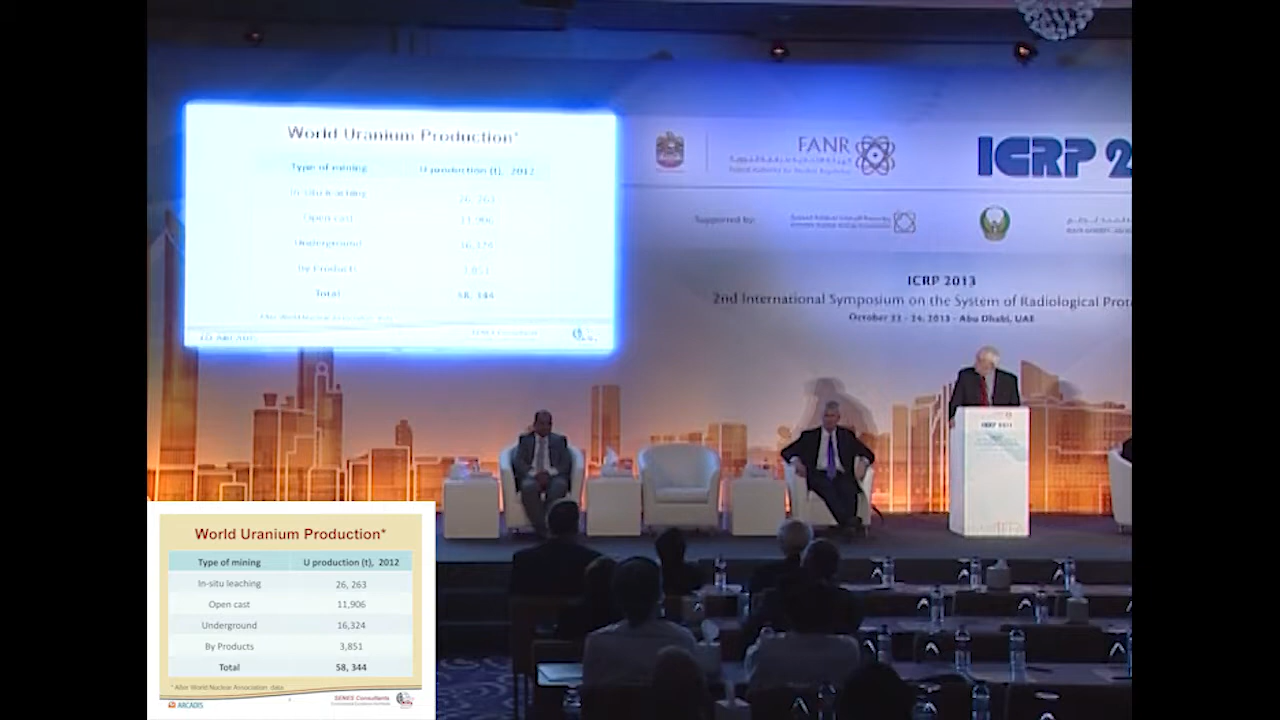 World Uranium Production*
Type of mining U production (t), 2012
In-situ leaching 26, 263
Open cast 11,906
Underground 16,324
By Products 3,851
Total 58, 344
FANR
ICRP 2
Supported by:
ICRP 2013
2nd International Symposium on the System of Radiological Prote
October 22 - 24, 2013 - Abu Dhabi, UAE
World Uranium Production*
Type of mining U production (t), 2012
In-situ leaching 26, 263
Open cast 11,906
Underground 16,324
By Products 3,851
Total 58, 344
* After World Nuclear Association data
ARCADIS
SENES Consultants